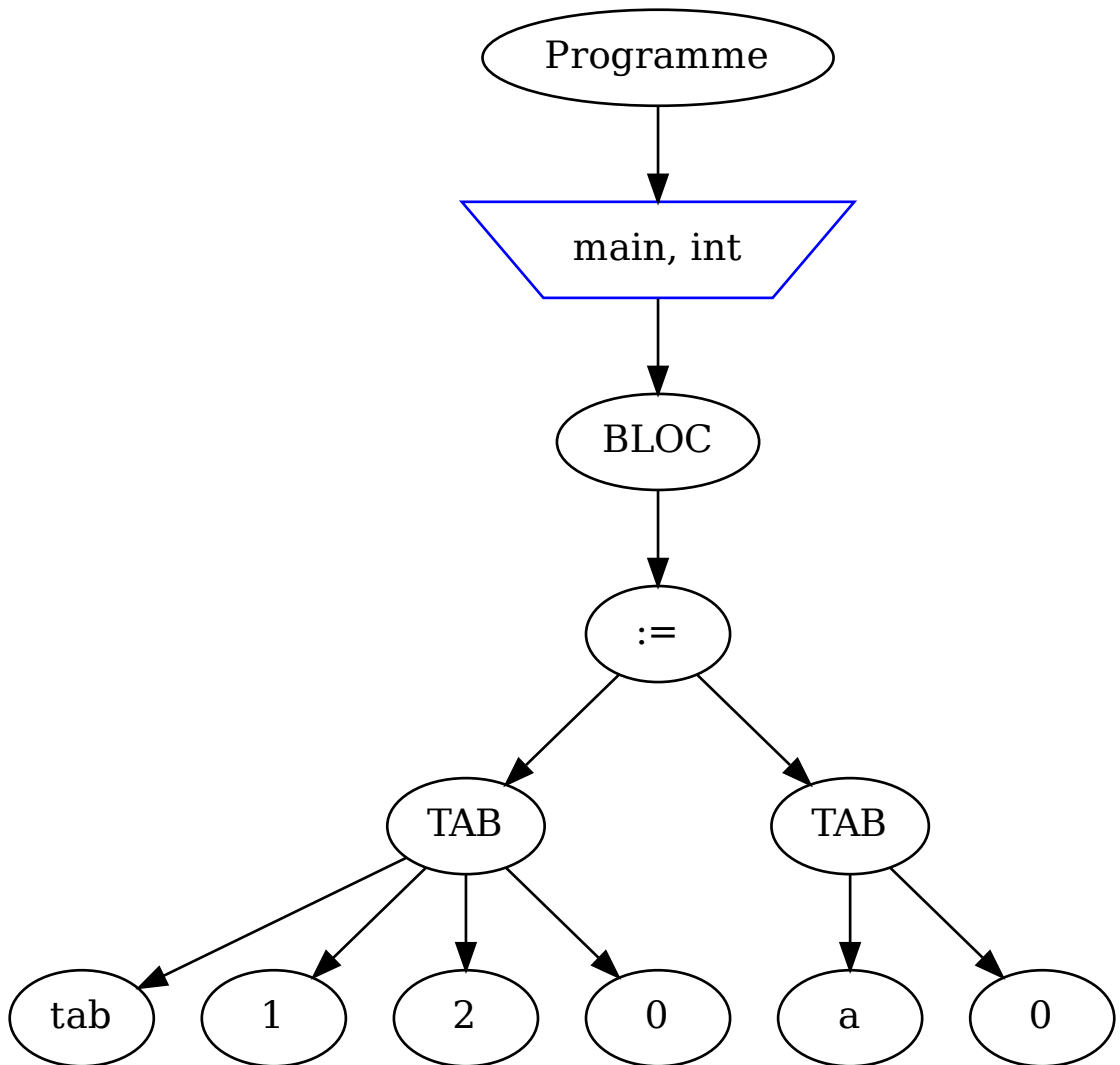 Programme
main, int
BLOC
:=
TAB TAB
tab 1 2 0 a 0